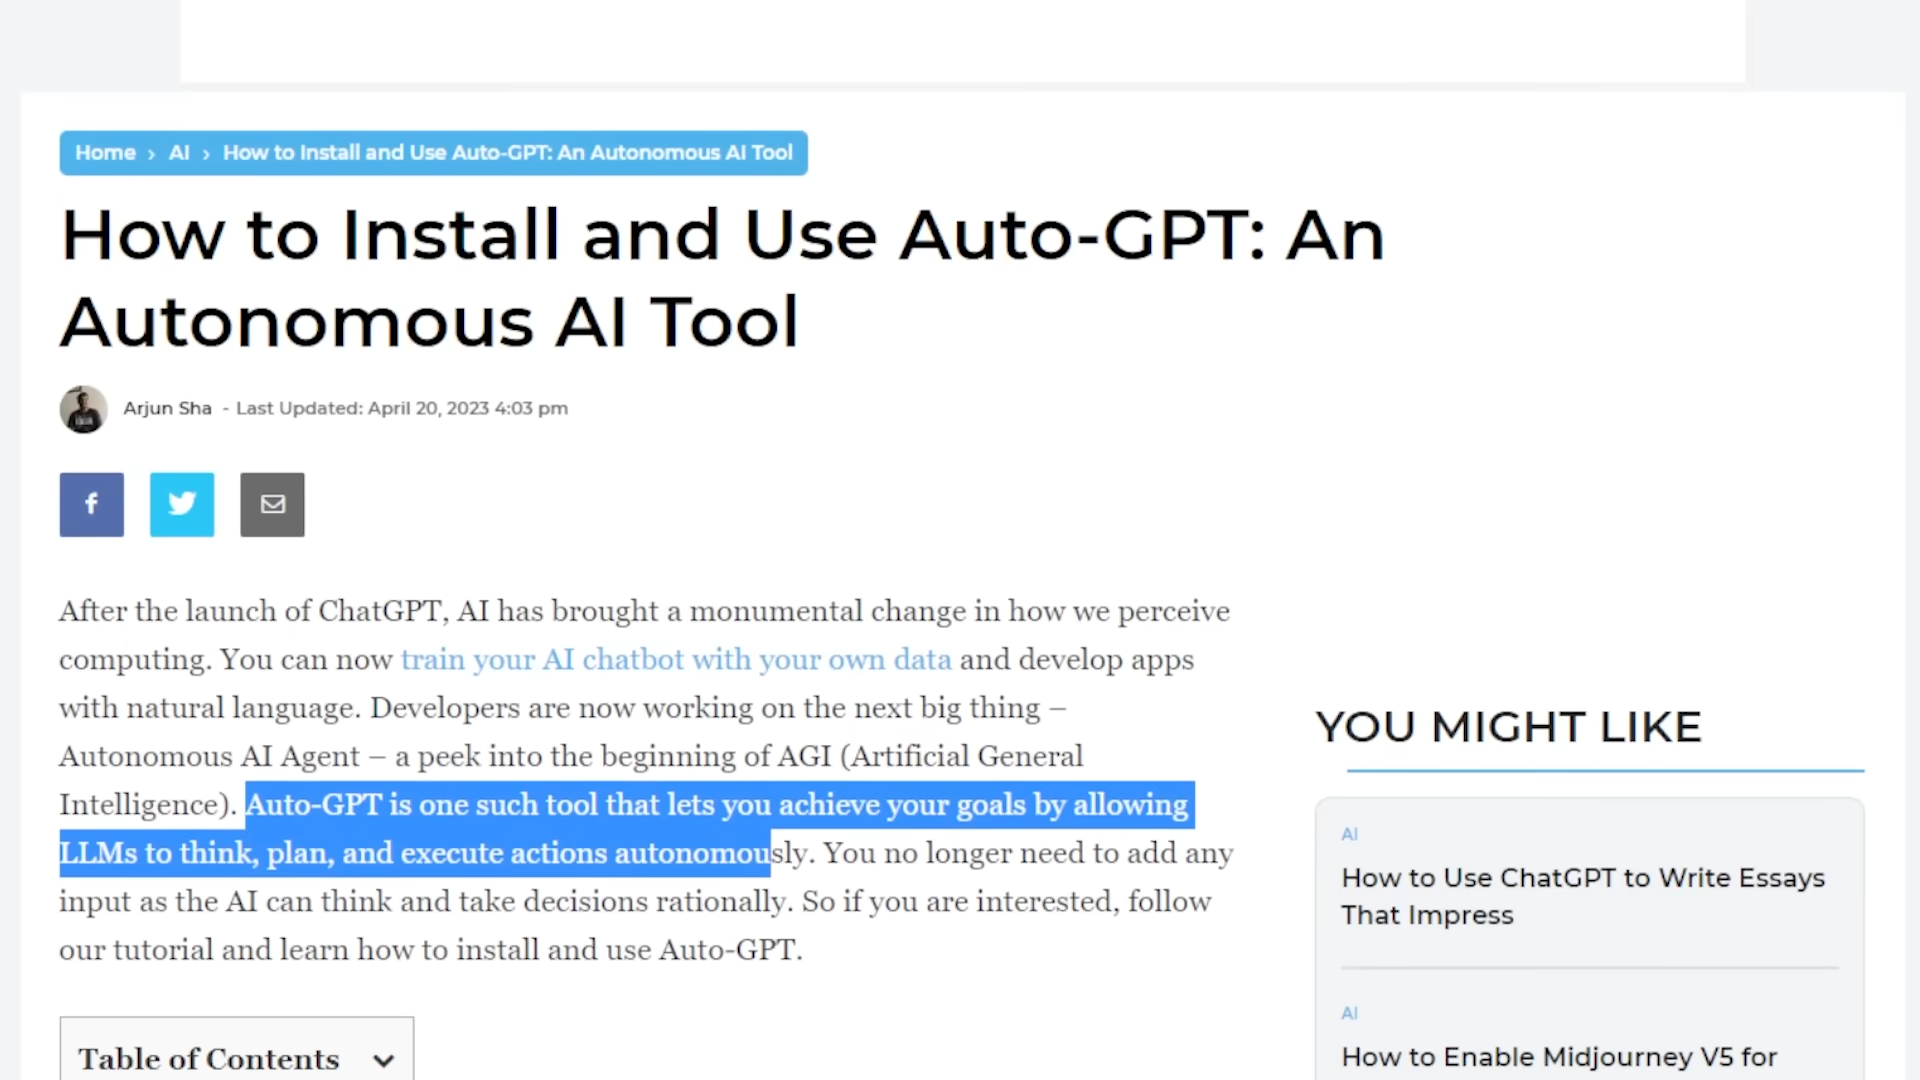 Home › AI › How to Install and Use Auto-GPT: An Autonomous AI Tool
How to Install and Use Auto-GPT: An
Autonomous AI Tool
Arjun Sha - Last Updated: April 20, 2023 4:03 pm
f
After the launch of ChatGPT, AI has brought a monumental change in how we perceive
computing. You can now train your AI chatbot with your own data and develop apps
with natural language. Developers are now working on the next big thing –
Autonomous AI Agent – a peek into the beginning of AGI (Artificial General
Intelligence). Auto-GPT is one such tool that lets you achieve your goals by allowing
LLMs to think, plan, and execute actions autonomously. You no longer need to add any
input as the AI can think and take decisions rationally. So if you are interested, follow
our tutorial and learn how to install and use Auto-GPT.
Table of Contents
YOU MIGHT LIKE
AI
How to Use ChatGPT to Write Essays
That Impress
AI
How to Enable Midjourney V5 for